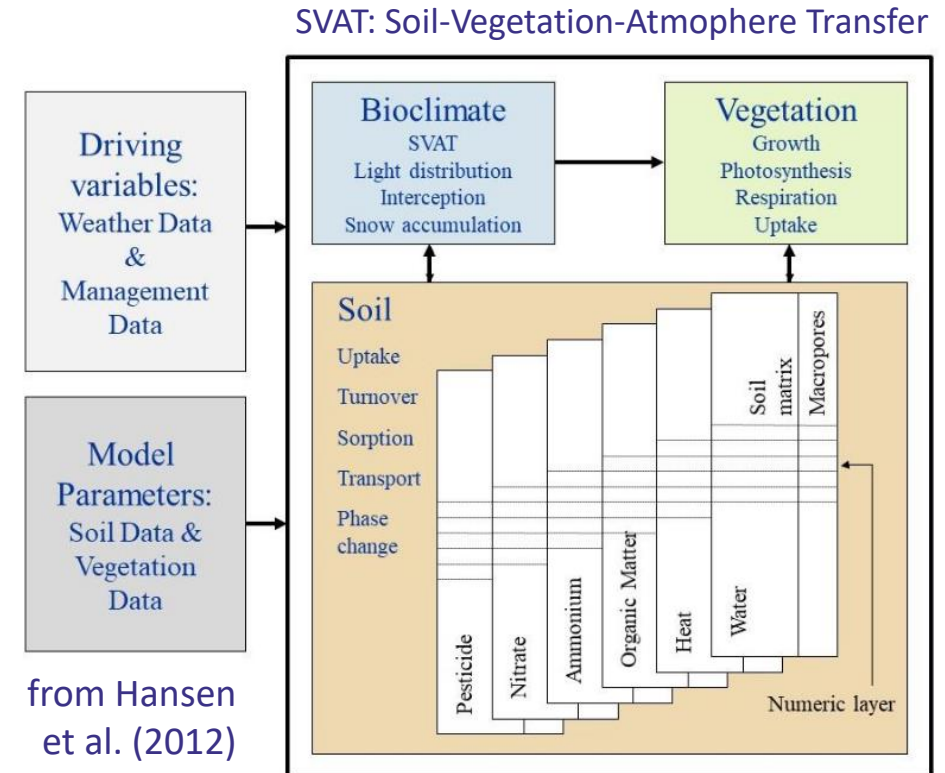 SVAT: Soil-Vegetation-Atmophere Transfer
Driving
variables:
Weather Data
&
Management
Data
Model
Parameters:
Soil Data &
Vegetation
Data
from Hansen
et al. (2012)
Bioclimate
SVAT
Light distribution
Interception
Snow accumulation
Vegetation
Growth
Photosynthesis
Respiration
Uptake
Soil
Uptake
Turnover
Sorption
Transport
Phase
change
Pesticide
Nitrate
Ammonium
Organic Matter
Heat
Water
Soil
matrix
Macropores
Numeric layer